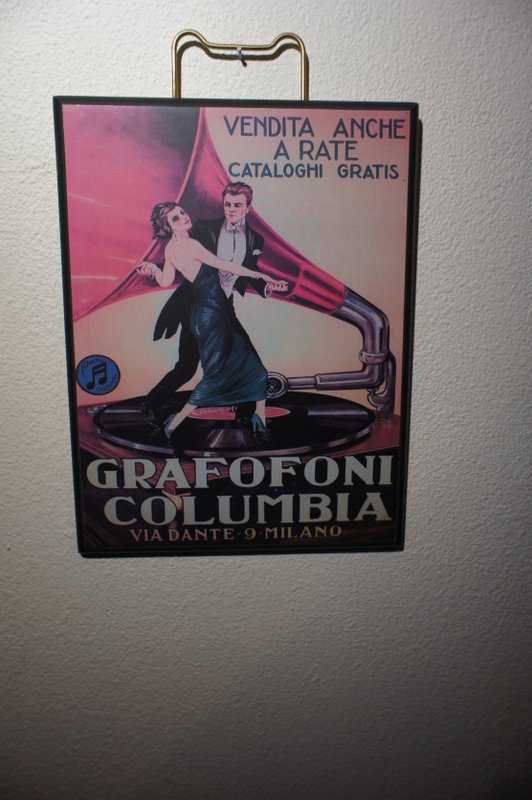 VENDITA ANCHE
A RATE
CATALOGHI GRATIS
GRAFOFONI
COLUMBIA
VIA DANTE · 9 · MILANO